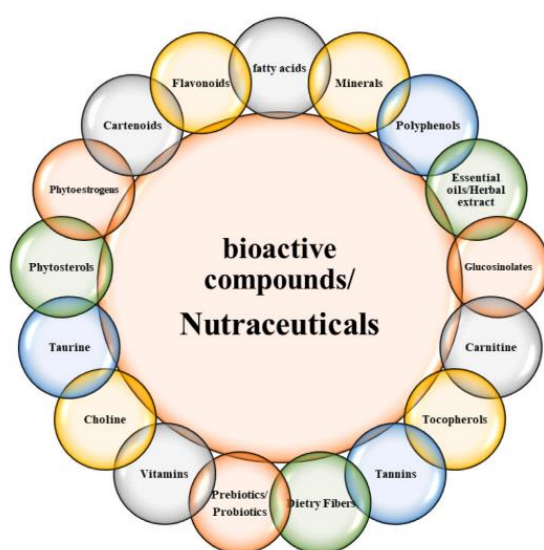 fatty acids
Minerals
Polyphenols
Essential
oils/Herbal
extract
Glucosinolates
Carnitine
Tocopherols
Tannins
Dietry Fibers
Prebiotics/
Probiotics
Vitamins
Choline
Taurine
Phytosterols
Phytoestrogens
Cartenoids
Flavonoids
bioactive
compounds/
Nutraceuticals